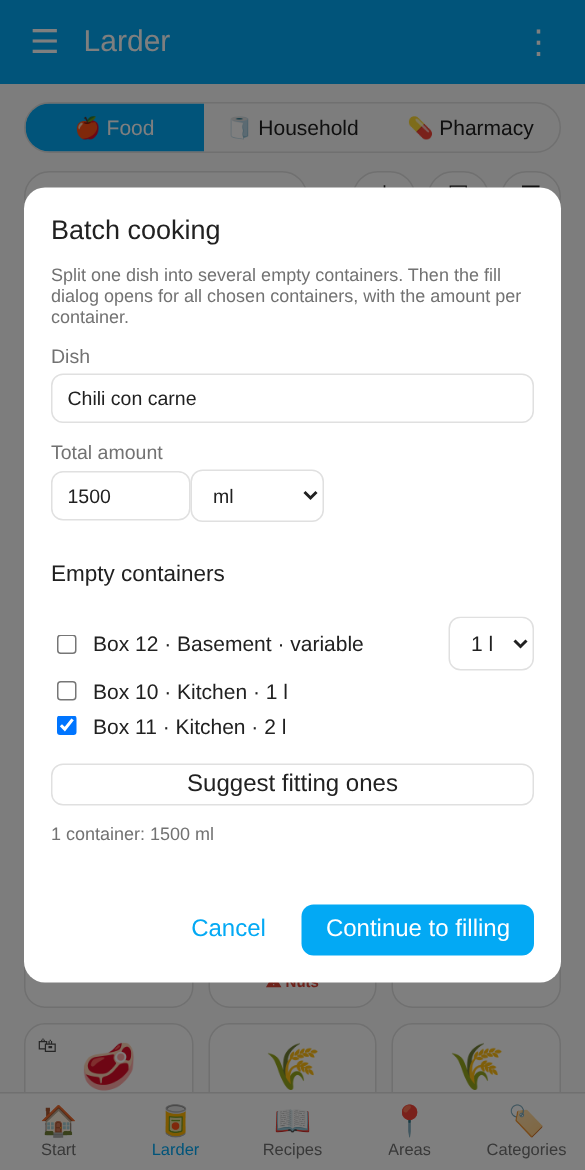 Larder
Food
Household
Pharmacy
Batch cooking
Split one dish into several empty containers. Then the fill
dialog opens for all chosen containers, with the amount per
container.
Dish
Chili con carne
Total amount
1500
ml
Empty containers
Box 12 · Basement · variable
1 l
Box 10 · Kitchen · 1 l
Box 11 · Kitchen · 2 l
Suggest fitting ones
1 container: 1500 ml
Cancel
Continue to filling
Nuts
Start
Larder
Recipes
Areas
Categories